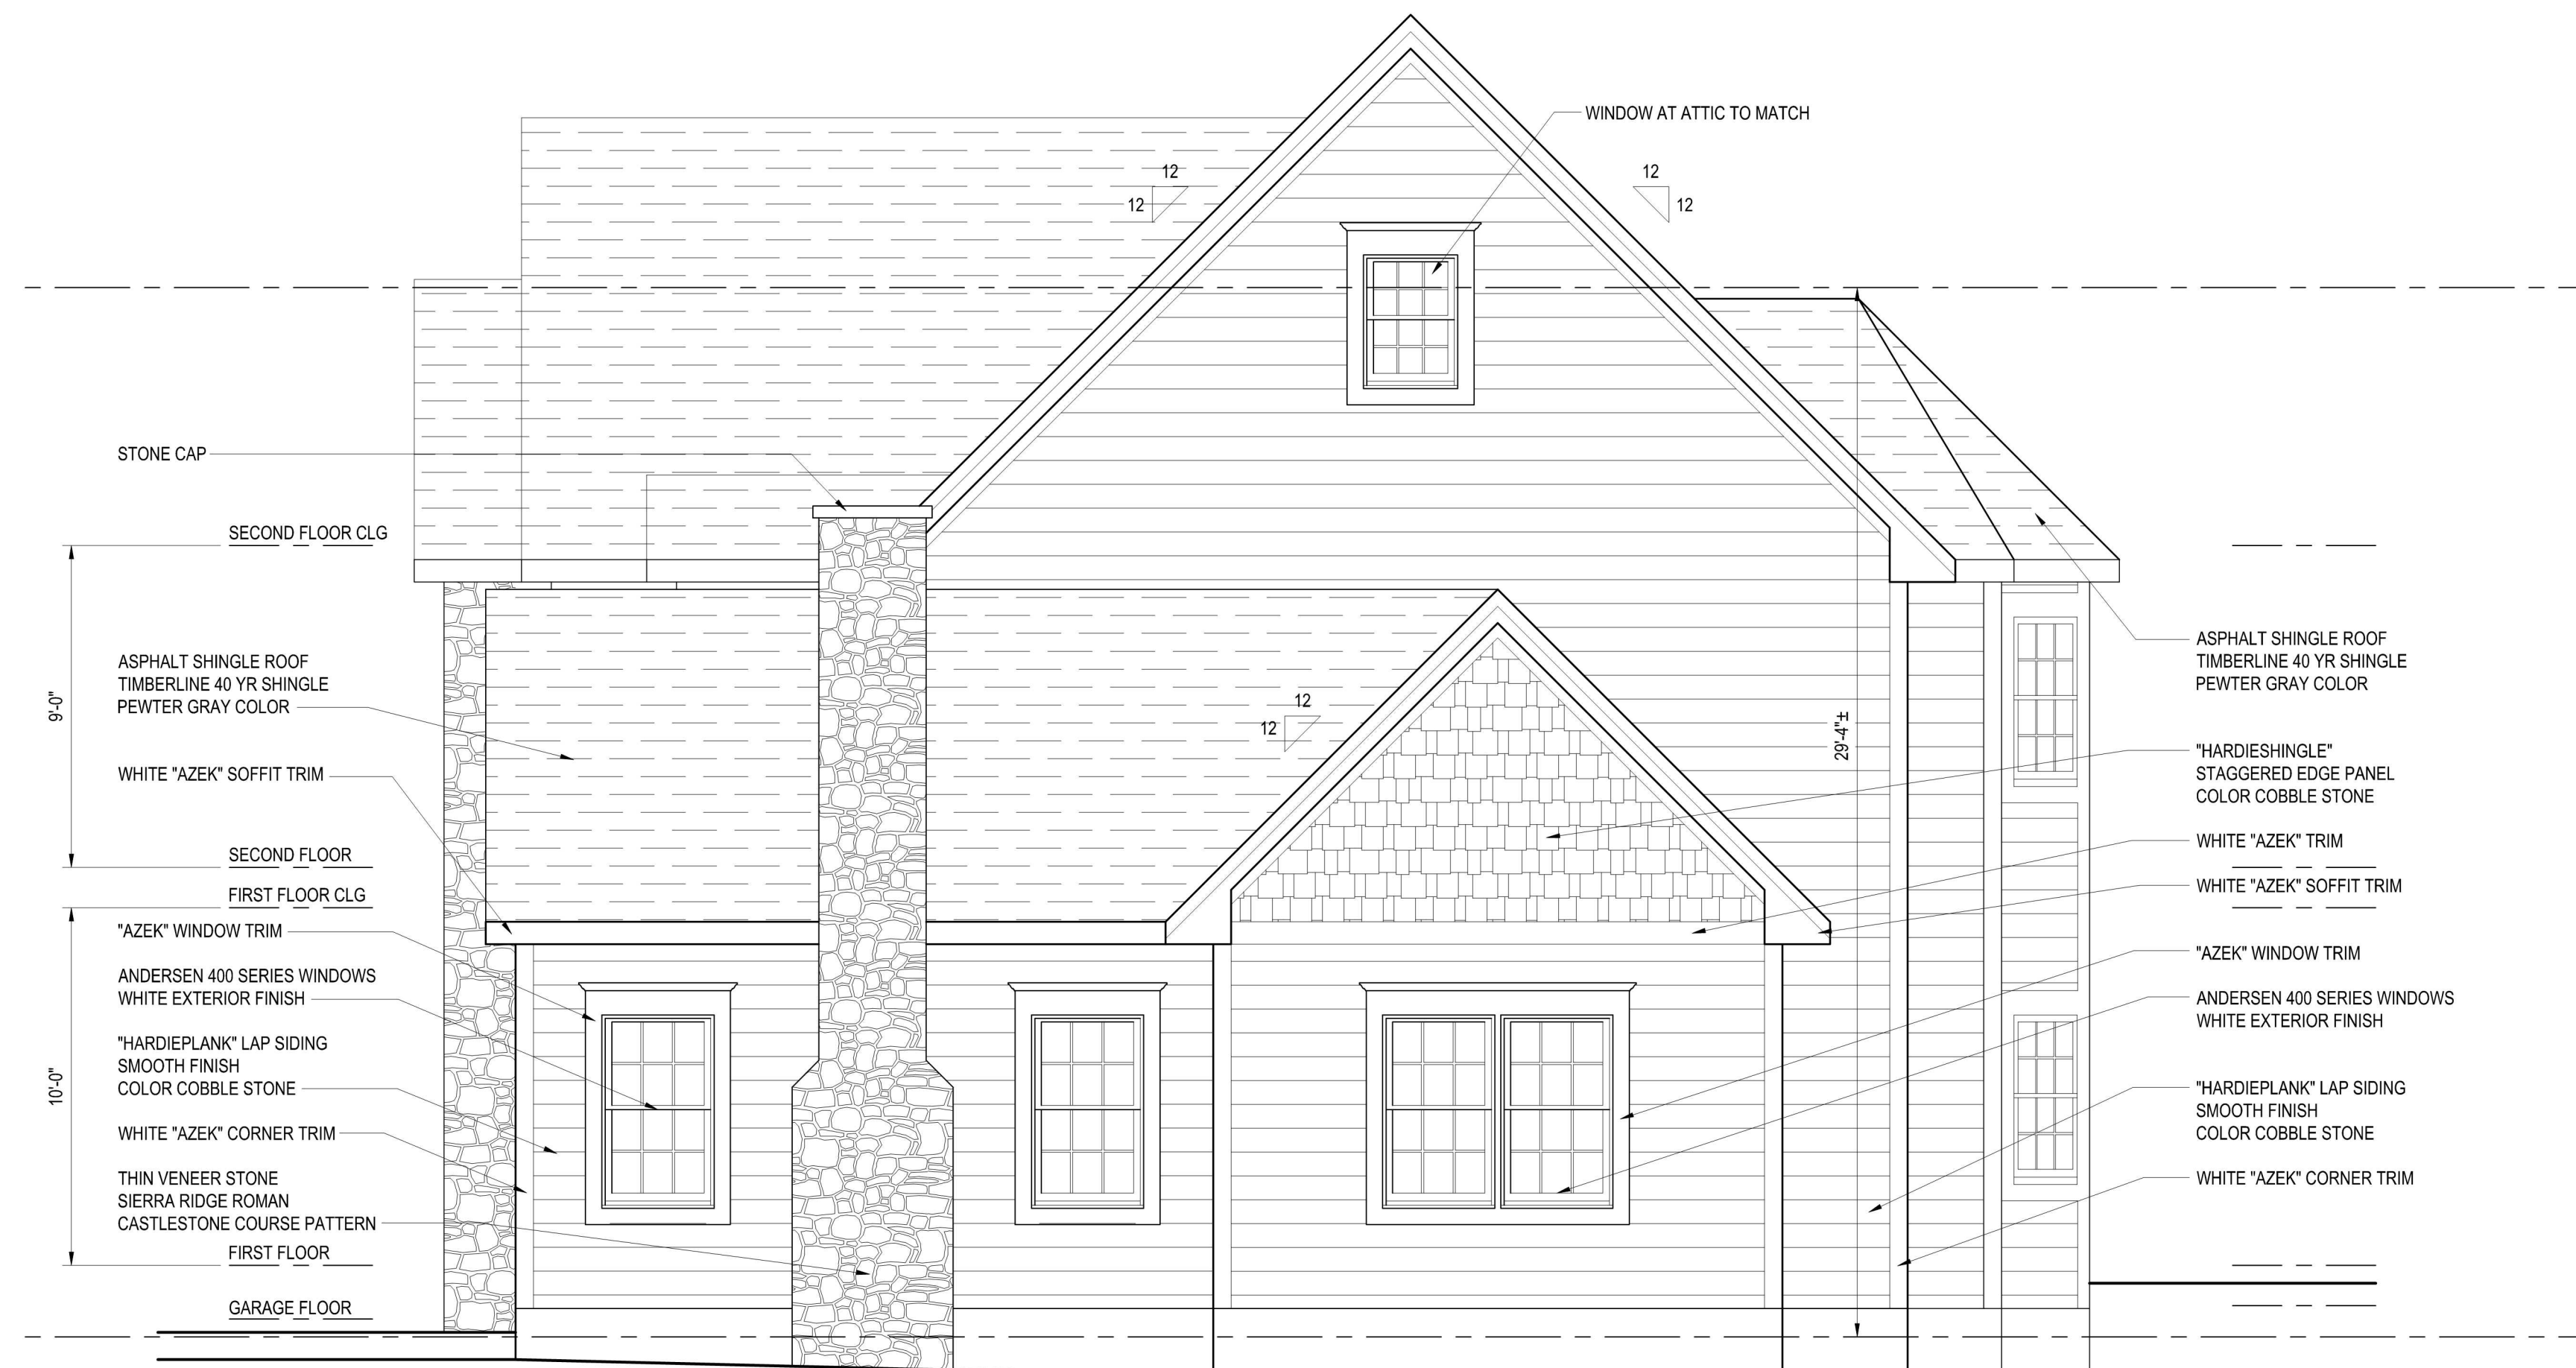 WINDOW AT ATTIC TO MATCH
12
12
12
12
STONE CAP
SECOND FLOOR CLG
9'-0"
ASPHALT SHINGLE ROOF
TIMBERLINE 40 YR SHINGLE
PEWTER GRAY COLOR
WHITE "AZEK" SOFFIT TRIM
SECOND FLOOR
FIRST FLOOR CLG
10'-0"
"AZEK" WINDOW TRIM
ANDERSEN 400 SERIES WINDOWS
WHITE EXTERIOR FINISH
"HARDIEPLANK" LAP SIDING
SMOOTH FINISH
COLOR COBBLE STONE
WHITE "AZEK" CORNER TRIM
THIN VENEER STONE
SIERRA RIDGE ROMAN
CASTLESTONE COURSE PATTERN
FIRST FLOOR
GARAGE FLOOR
12
12
29'-4"±
ASPHALT SHINGLE ROOF
TIMBERLINE 40 YR SHINGLE
PEWTER GRAY COLOR
"HARDIESHINGLE"
STAGGERED EDGE PANEL
COLOR COBBLE STONE
WHITE "AZEK" TRIM
WHITE "AZEK" SOFFIT TRIM
"AZEK" WINDOW TRIM
ANDERSEN 400 SERIES WINDOWS
WHITE EXTERIOR FINISH
"HARDIEPLANK" LAP SIDING
SMOOTH FINISH
COLOR COBBLE STONE
WHITE "AZEK" CORNER TRIM